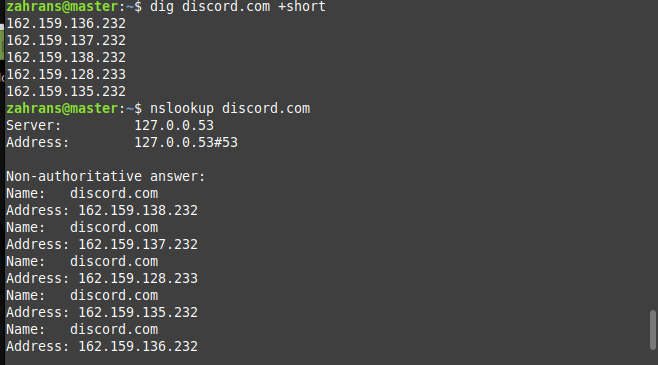 zahrans@master:~$ dig discord.com +short
162.159.136.232
162.159.137.232
162.159.138.232
162.159.128.233
162.159.135.232
zahrans@master:~$ nslookup discord.com
Server:         127.0.0.53
Address:        127.0.0.53#53

Non-authoritative answer:
Name:   discord.com
Address: 162.159.138.232
Name:   discord.com
Address: 162.159.137.232
Name:   discord.com
Address: 162.159.128.233
Name:   discord.com
Address: 162.159.135.232
Name:   discord.com
Address: 162.159.136.232